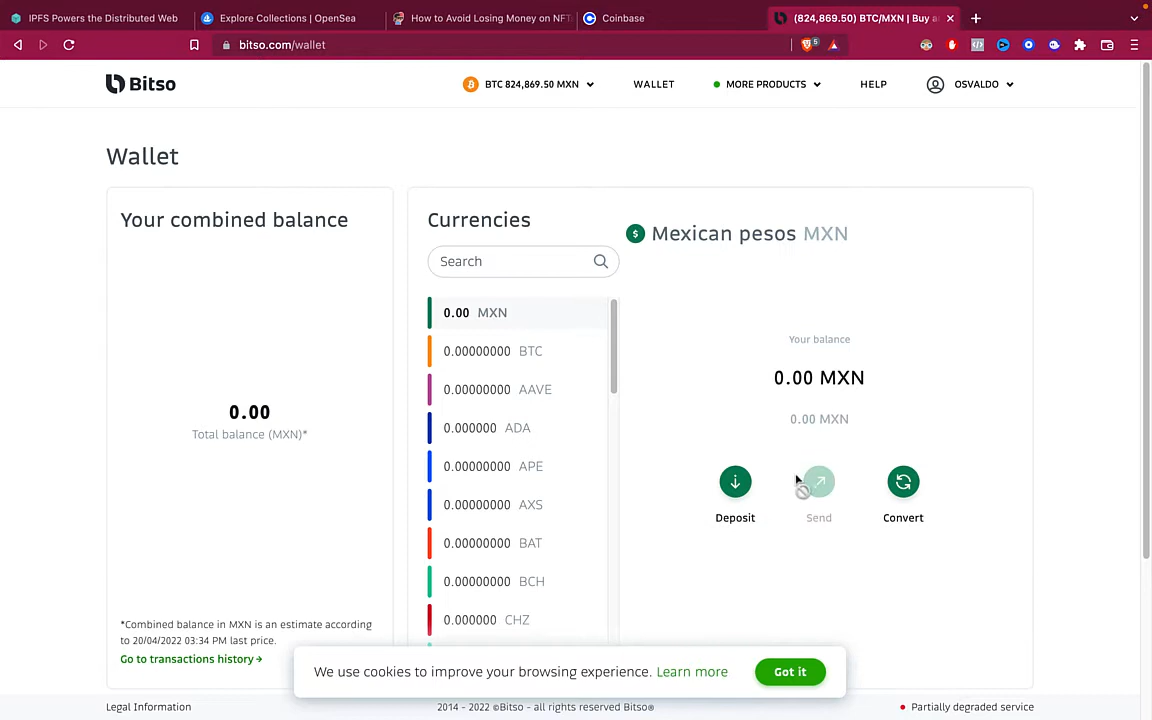 IPFS Powers the Distributed Web
Explore Collections | OpenSea
How to Avoid Losing Money on NFT
Coinbase
(824,869.50) BTC/MXN | Buy a
bitso.com/wallet
5
Bitso
BTC 824,869.50 MXN
WALLET
MORE PRODUCTS
HELP
OSVALDO
Wallet
Your combined balance
0.00
Total balance (MXN)*
*Combined balance in MXN is an estimate according
to 20/04/2022 03:34 PM last price.
Go to transactions history
Currencies
Search
0.00 MXN
0.00000000 BTC
0.00000000 AAVE
0.000000 ADA
0.00000000 APE
0.00000000 AXS
0.00000000 BAT
0.00000000 BCH
0.000000 CHZ
$ Mexican pesos MXN
Your balance
0.00 MXN
0.00 MXN
Deposit
Send
Convert
We use cookies to improve your browsing experience. Learn more
Got it
Legal Information
2014 - 2022 ©Bitso - all rights reserved Bitso®
Partially degraded service